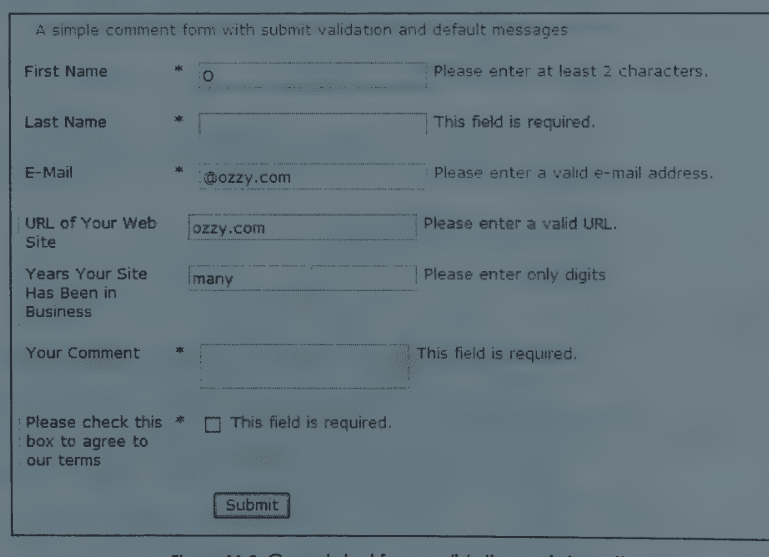 A simple comment form with submit validation and default messages
First Name * O Please enter at least 2 characters.
Last Name * This field is required.
E-Mail * @ozzy.com Please enter a valid e-mail address.
URL of Your Web
Site
ozzy.com Please enter a valid URL.
Years Your Site
Has Been in
Business
many Please enter only digits
Your Comment * This field is required.
Please check this
box to agree to
our terms
* This field is required.
Submit